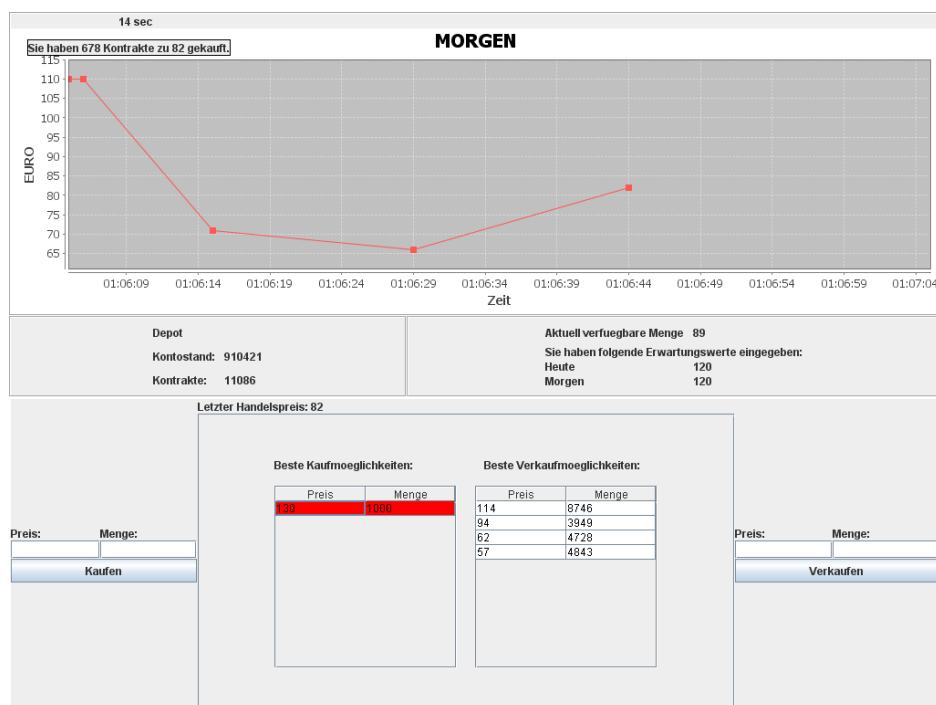 14 sec
Sie haben 678 Kontrakte zu 82 gekauft.
MORGEN
115
110
105
100
95
90
85
80
75
70
65
EURO
01:06:09 01:06:14 01:06:19 01:06:24 01:06:29 01:06:34 01:06:39 01:06:44 01:06:49 01:06:54 01:06:59 01:07:04
Zeit
Depot
Kontostand: 910421
Kontrakte: 11086
Aktuell verfuegbare Menge 89
Sie haben folgende Erwartungswerte eingegeben:
Heute 120
Morgen 120
Letzter Handelspreis: 82
Beste Kaufmoeglichkeiten: Beste Verkaufmoeglichkeiten:
Preis Menge Preis Menge
130 1000 114 8746
94 3949
62 4728
57 4843
Preis: Menge: Preis: Menge:
Kaufen Verkaufen